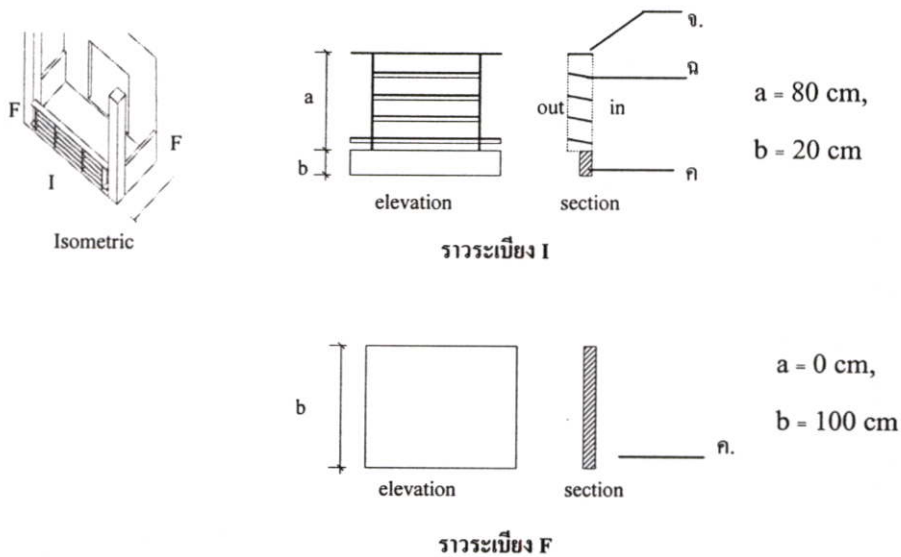 F
F
I
Isometric
a
b
elevation
out
in
section
จ.
ฉ
ค
a = 80 cm,
b = 20 cm
ราวระเบียง I
b
elevation
section
ค.
a = 0 cm,
b = 100 cm
ราวระเบียง F